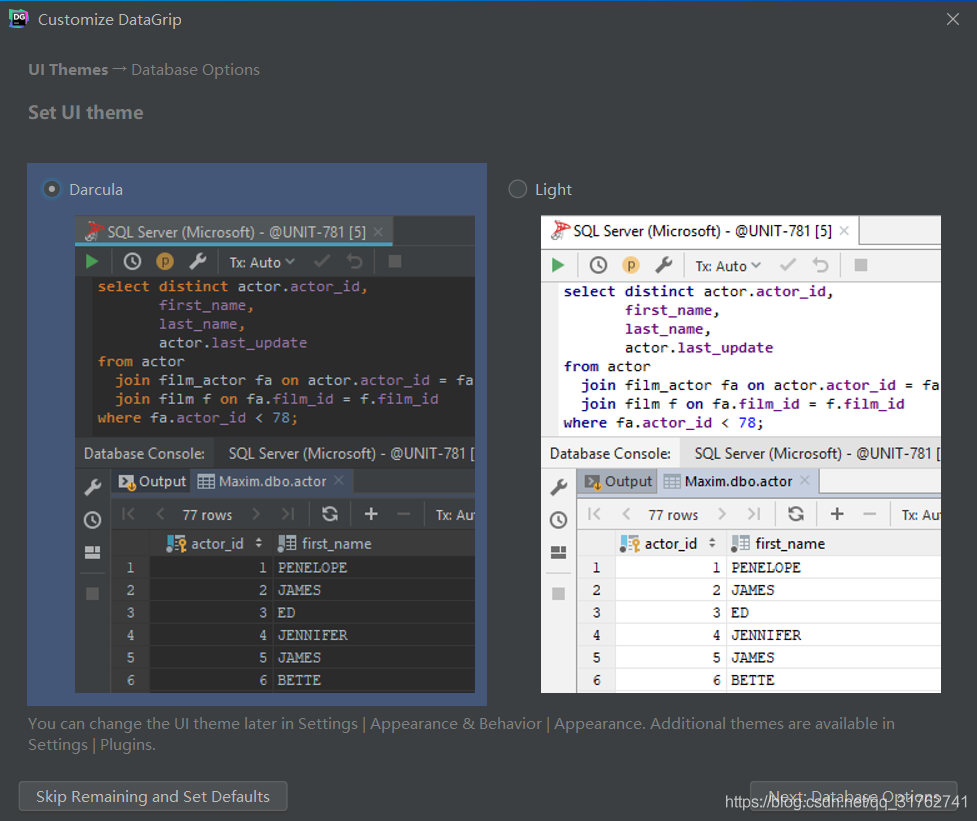 DG Customize DataGrip
UI Themes → Database Options
Set UI theme
Darcula
SQL Server (Microsoft) - @UNIT-781 [5]
p Tx: Auto
select distinct actor.actor_id,
first_name,
last_name,
actor.last_update
from actor
join film_actor fa on actor.actor_id = fa
join film f on fa.film_id = f.film_id
where fa.actor_id < 78;
Database Console: SQL Server (Microsoft) - @UNIT-781 [
Output Maxim.dbo.actor
77 rows Tx: Au
actor_id first_name
1 1 PENELOPE
2 2 JAMES
3 3 ED
4 4 JENNIFER
5 5 JAMES
6 6 BETTE
Light
SQL Server (Microsoft) - @UNIT-781 [5]
p Tx: Auto
select distinct actor.actor_id,
first_name,
last_name,
actor.last_update
from actor
join film_actor fa on actor.actor_id = fa
join film f on fa.film_id = f.film_id
where fa.actor_id < 78;
Database Console: SQL Server (Microsoft) - @UNIT-781 [
Output Maxim.dbo.actor
77 rows Tx: Au
actor_id first_name
1 1 PENELOPE
2 2 JAMES
3 3 ED
4 4 JENNIFER
5 5 JAMES
6 6 BETTE
You can change the UI theme later in Settings | Appearance & Behavior | Appearance. Additional themes are available in
Settings | Plugins.
Skip Remaining and Set Defaults
Next: Database Options
https://blog.csdn.net/qq_31762741